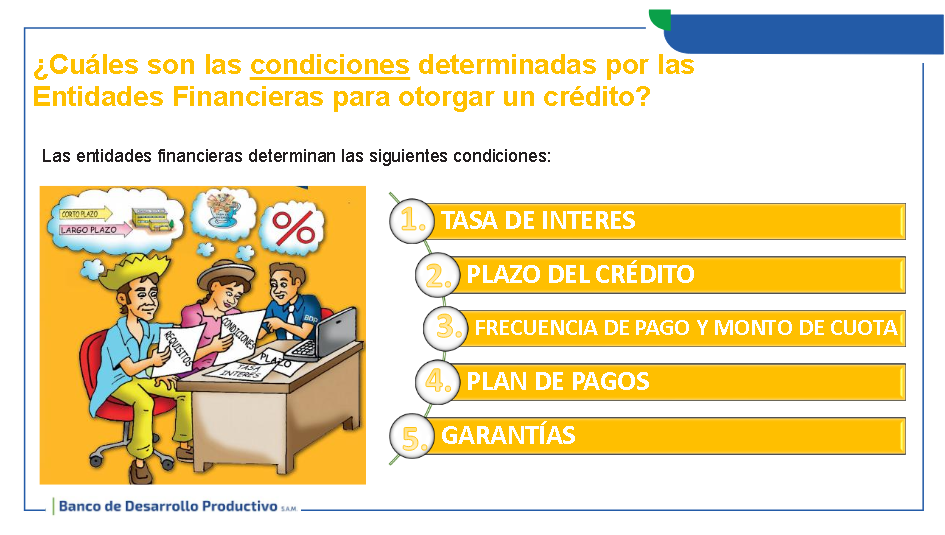 ¿Cuáles son las condiciones determinadas por las
Entidades Financieras para otorgar un crédito?
Las entidades financieras determinan las siguientes condiciones:
CORTO PLAZO
LARGO PLAZO
%
BDP
REQUISITOS
CONDICIONES
PLAZO
TASA
INTERÉS
1. TASA DE INTERES
2. PLAZO DEL CRÉDITO
3. FRECUENCIA DE PAGO Y MONTO DE CUOTA
4. PLAN DE PAGOS
5. GARANTÍAS
Banco de Desarrollo Productivo S.A.M.